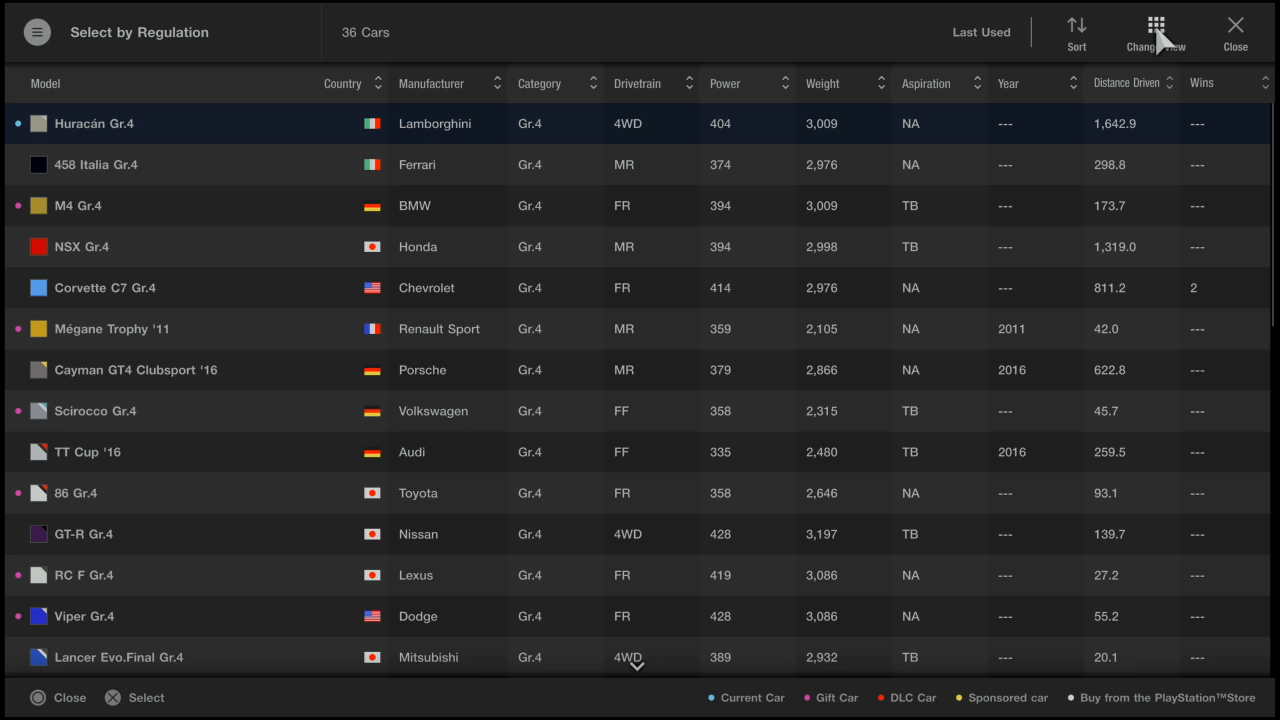 Select by Regulation 36 Cars Last Used Sort Close
Model Country Manufacturer Category Drivetrain Power Weight Aspiration Year Distance Driven Wins
Huracán Gr.4 Lamborghini Gr.4 4WD 404 3,009 NA --- 1,642.9 ---
458 Italia Gr.4 Ferrari Gr.4 MR 374 2,976 NA --- 298.8 ---
M4 Gr.4 BMW Gr.4 FR 394 3,009 TB --- 173.7 ---
NSX Gr.4 Honda Gr.4 MR 394 2,998 TB --- 1,319.0 ---
Corvette C7 Gr.4 Chevrolet Gr.4 FR 414 2,976 NA --- 811.2 2
Mégane Trophy '11 Renault Sport Gr.4 MR 359 2,105 NA 2011 42.0 ---
Cayman GT4 Clubsport '16 Porsche Gr.4 MR 379 2,866 NA 2016 622.8 ---
Scirocco Gr.4 Volkswagen Gr.4 FF 358 2,315 TB --- 45.7 ---
TT Cup '16 Audi Gr.4 FF 335 2,480 TB 2016 259.5 ---
86 Gr.4 Toyota Gr.4 FR 358 2,646 NA --- 93.1 ---
GT-R Gr.4 Nissan Gr.4 4WD 428 3,197 TB --- 139.7 ---
RC F Gr.4 Lexus Gr.4 FR 419 3,086 NA --- 27.2 ---
Viper Gr.4 Dodge Gr.4 FR 428 3,086 NA --- 55.2 ---
Lancer Evo.Final Gr.4 Mitsubishi Gr.4 4WD 389 2,932 TB --- 20.1 ---
Close Select Current Car Gift Car DLC Car Sponsored car Buy from the PlayStation™Store